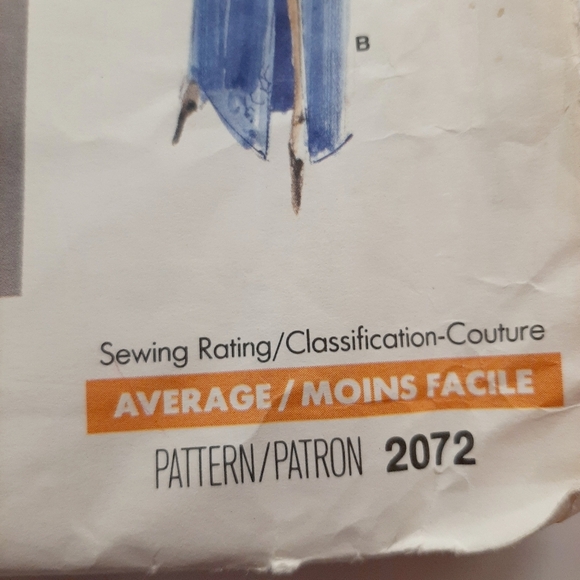 B
Sewing Rating/Classification-Couture
AVERAGE/MOINS FACILE
PATTERN/PATRON 2072